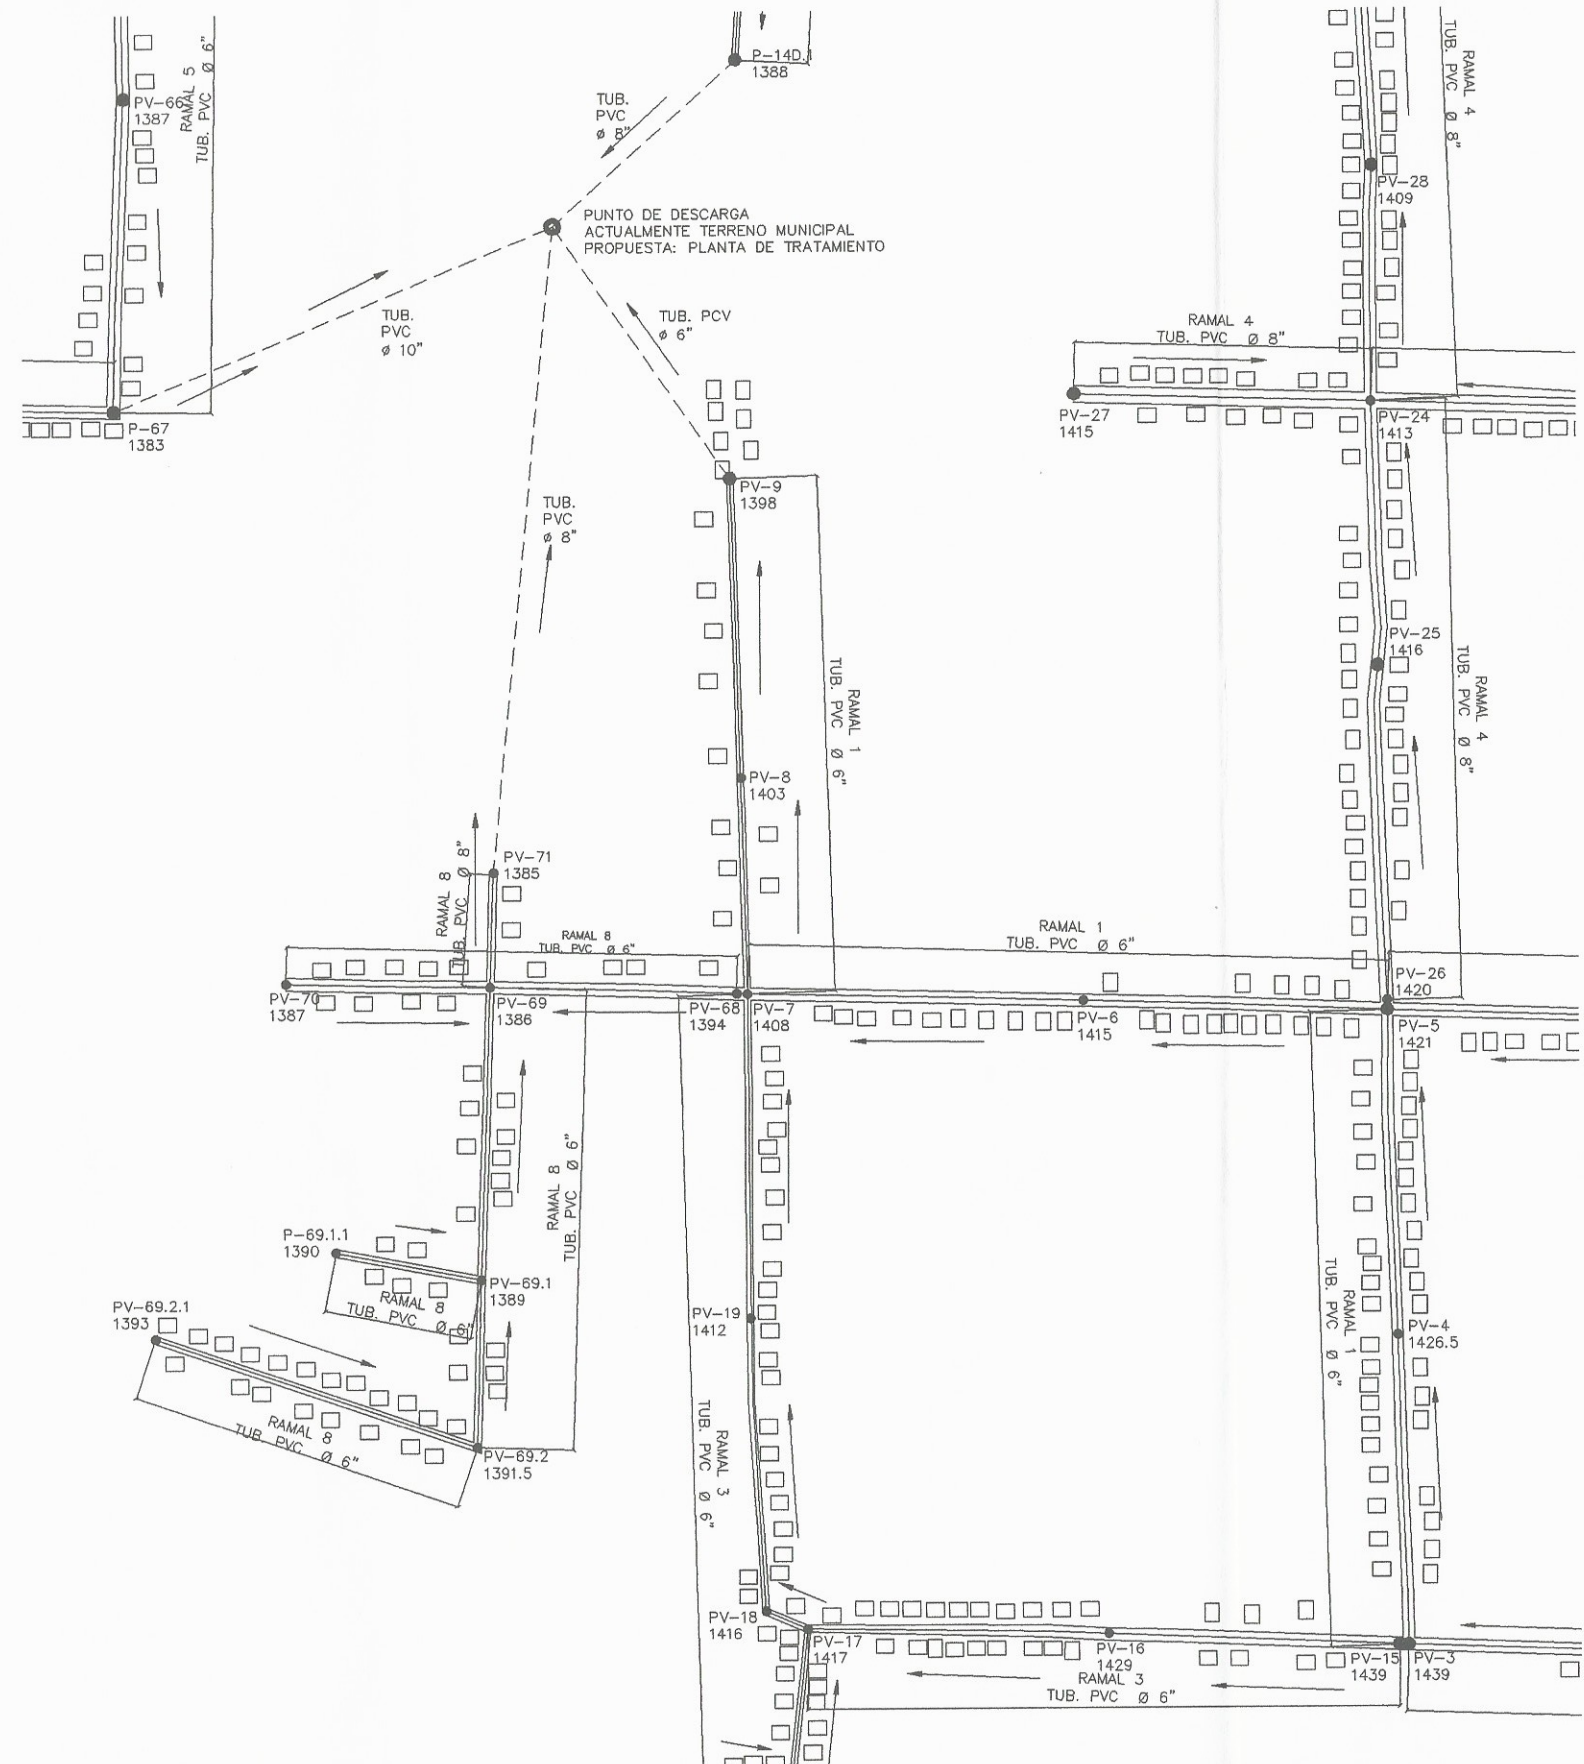 P-14D.1
1388
TUB.
PVC
ø 8"
PV-66
1387
RAMAL 5
TUB. PVC Ø 6"
RAMAL 4
TUB. PVC Ø 8"
PV-28
1409
PUNTO DE DESCARGA
ACTUALMENTE TERRENO MUNICIPAL
PROPUESTA: PLANTA DE TRATAMIENTO
TUB.
PVC
ø 10"
TUB. PCV
ø 6"
RAMAL 4
TUB. PVC Ø 8"
P-67
1383
PV-27
1415
PV-24
1413
PV-9
1398
TUB.
PVC
ø 8"
PV-25
1416
RAMAL 1
TUB. PVC Ø 6"
RAMAL 4
TUB. PVC Ø 8"
PV-8
1403
PV-71
1385
RAMAL 8
TUB. PVC Ø 8"
RAMAL 8
TUB. PVC Ø 6"
RAMAL 1
TUB. PVC Ø 6"
PV-26
1420
PV-70
1387
PV-69
1386
PV-68
1394
PV-7
1408
PV-6
1415
PV-5
1421
RAMAL 8
TUB. PVC Ø 6"
P-69.1.1
1390
PV-69.1
1389
RAMAL 8
TUB. PVC Ø 6"
PV-69.2.1
1393
PV-19
1412
RAMAL 1
TUB. PVC Ø 6"
PV-4
1426.5
RAMAL 8
TUB. PVC Ø 6"
PV-69.2
1391.5
RAMAL 3
TUB. PVC Ø 6"
PV-18
1416
PV-17
1417
PV-16
1429
PV-15
1439
PV-3
1439
RAMAL 3
TUB. PVC Ø 6"